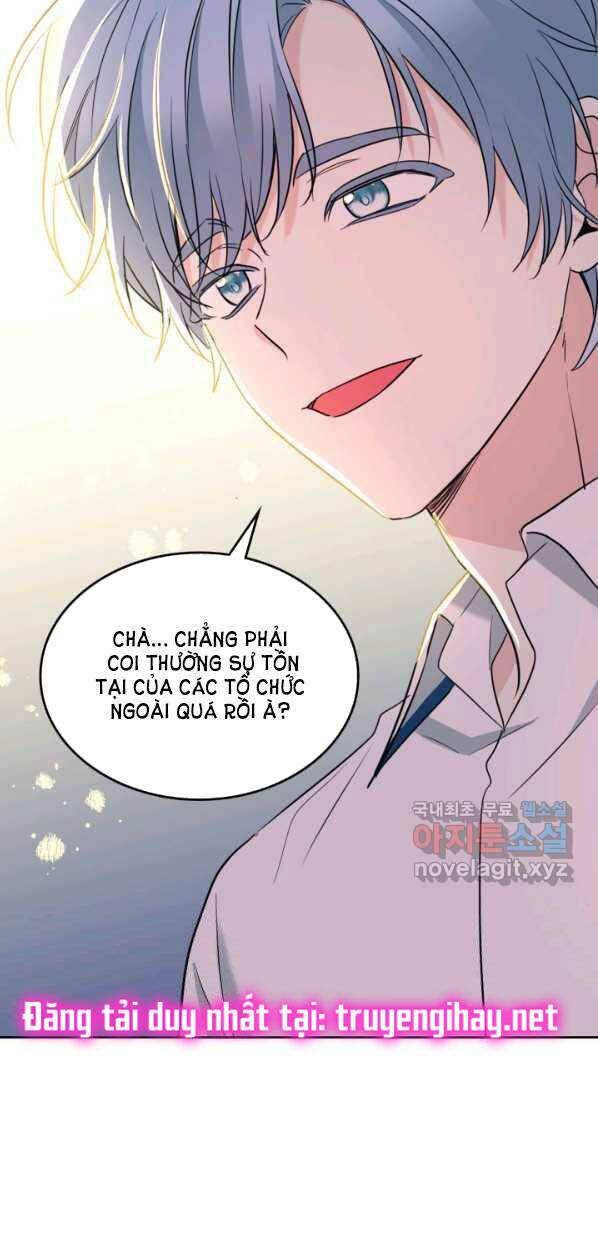 CHÀ... CHẲNG PHẢI
COI THƯỜNG SỰ TỒN
TẠI CỦA CÁC TỔ CHỨC
NGOÀI QUÁ RỒI À?
국내최초 무료 웹소설
아지툰소설
novelagit.xyz
Đăng tải duy nhất tại: truyengihay.net